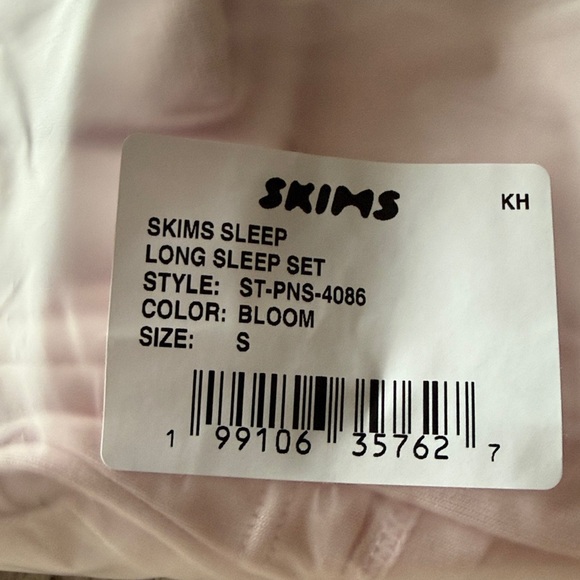 SKIMS
KH
SKIMS SLEEP
LONG SLEEP SET
STYLE: ST-PNS-4086
COLOR: BLOOM
SIZE: S
1 99106 35762 7